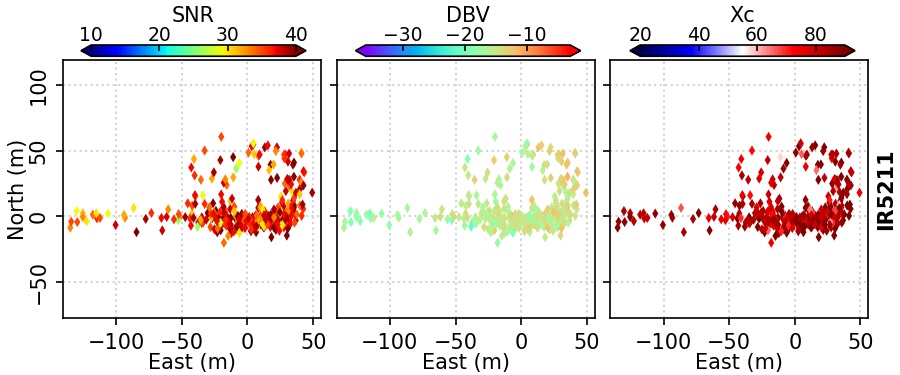 SNR DBV Xc
10 20 30 40 −30 −20 −10 20 40 60 80
100
50
0
−50
North (m)
IR5211
−100 −50 0 50 −100 −50 0 50 −100 −50 0 50
East (m) East (m) East (m)